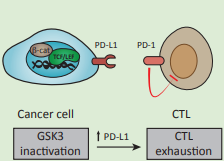 β-cat
TCF/LEF
PD-L1
PD-1
Cancer cell
CTL
GSK3
inactivation
PD-L1
CTL
exhaustion